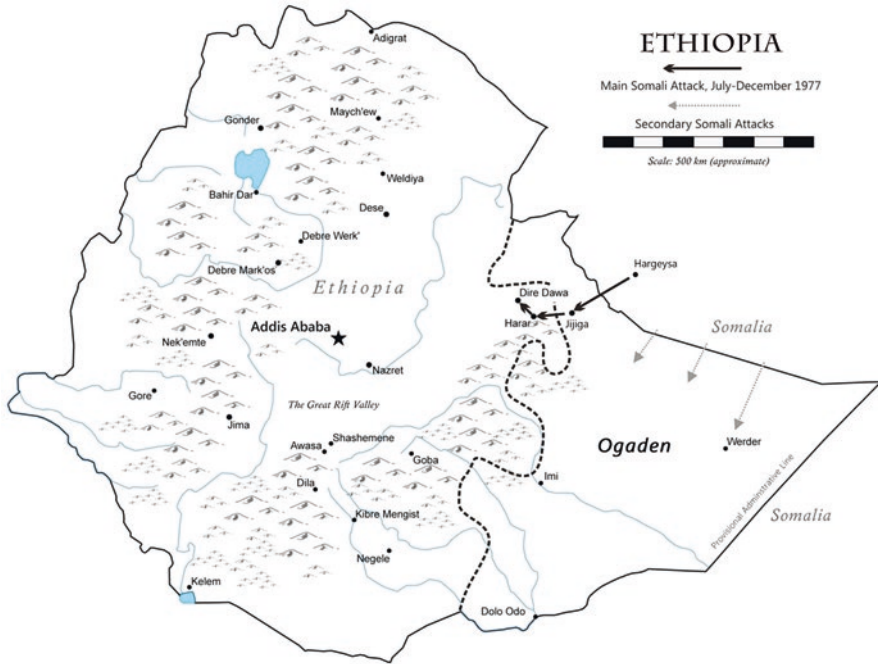 ETHIOPIA
Main Somali Attack, July-December 1977
Secondary Somali Attacks
Scale: 500 km (approximate)
Adigrat
Maych'ew
Gonder
Weldiya
Bahir Dar
Dese
Debre Werk'
Debre Mark'os
Hargeysa
Ethiopia
Dire Dawa
Harar
Jijiga
Somalia
Addis Ababa
Nek'emte
Nazret
Gore
The Great Rift Valley
Jima
Shashemene
Awasa
Ogaden
Werder
Goba
Imi
Dila
Provisional Adminstrative Line
Somalia
Kibre Mengist
Negele
Kelem
Dolo Odo